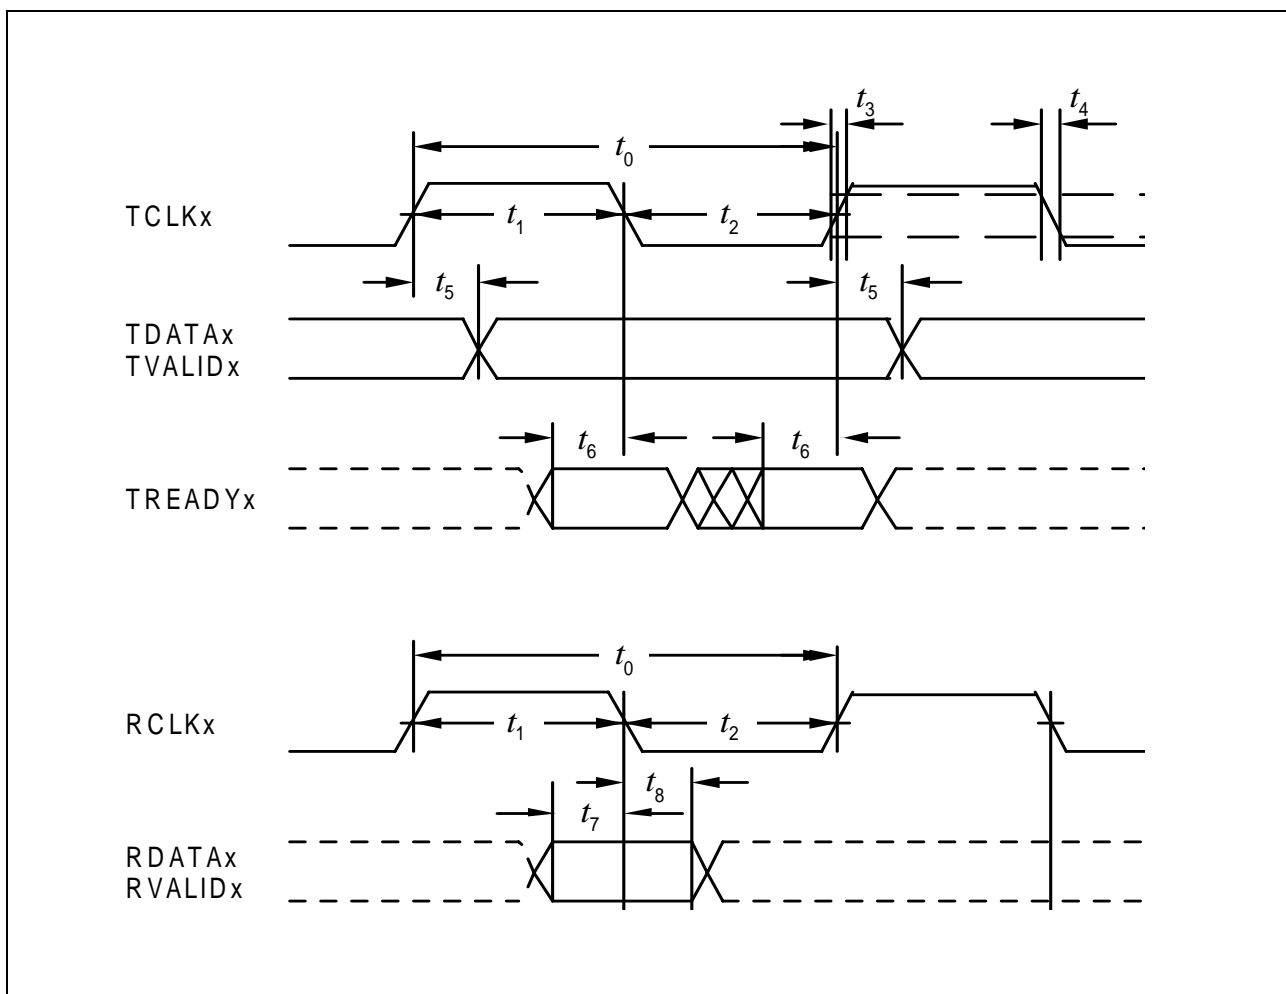 t3
t4
t0
TCLKx
t1
t2
t5
t5
TDATAx
TVALIDx
t6
t6
TREADYx
t0
RCLKx
t1
t2
t8
t7
RDATAx
RVALIDx